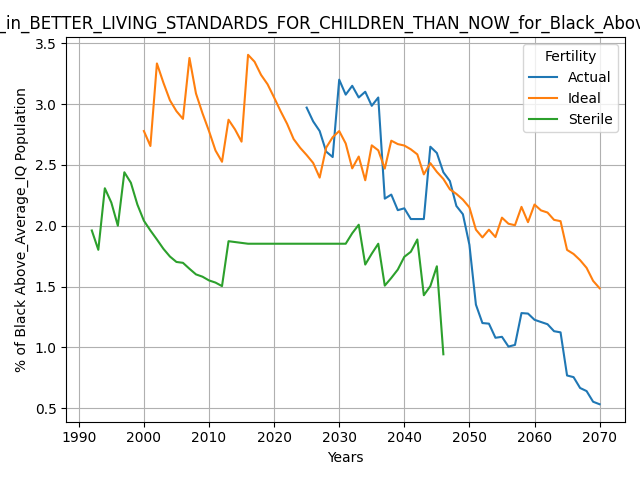 _in_BETTER_LIVING_STANDARDS_FOR_CHILDREN_THAN_NOW_for_Black_Abov
Fertility
Actual
Ideal
Sterile
% of Black Above_Average_IQ Population
3.5
3.0
2.5
2.0
1.5
1.0
0.5
1990
2000
2010
2020
2030
2040
2050
2060
2070
Years